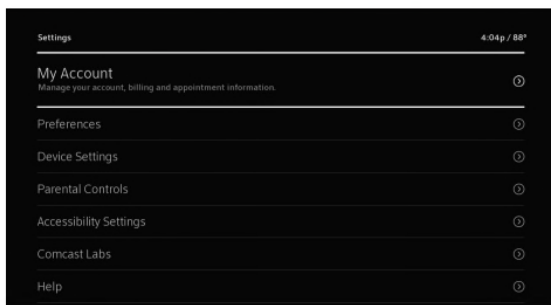 Settings 4:04p / 88°
My Account
Manage your account, billing and appointment information.
Preferences
Device Settings
Parental Controls
Accessibility Settings
Comcast Labs
Help